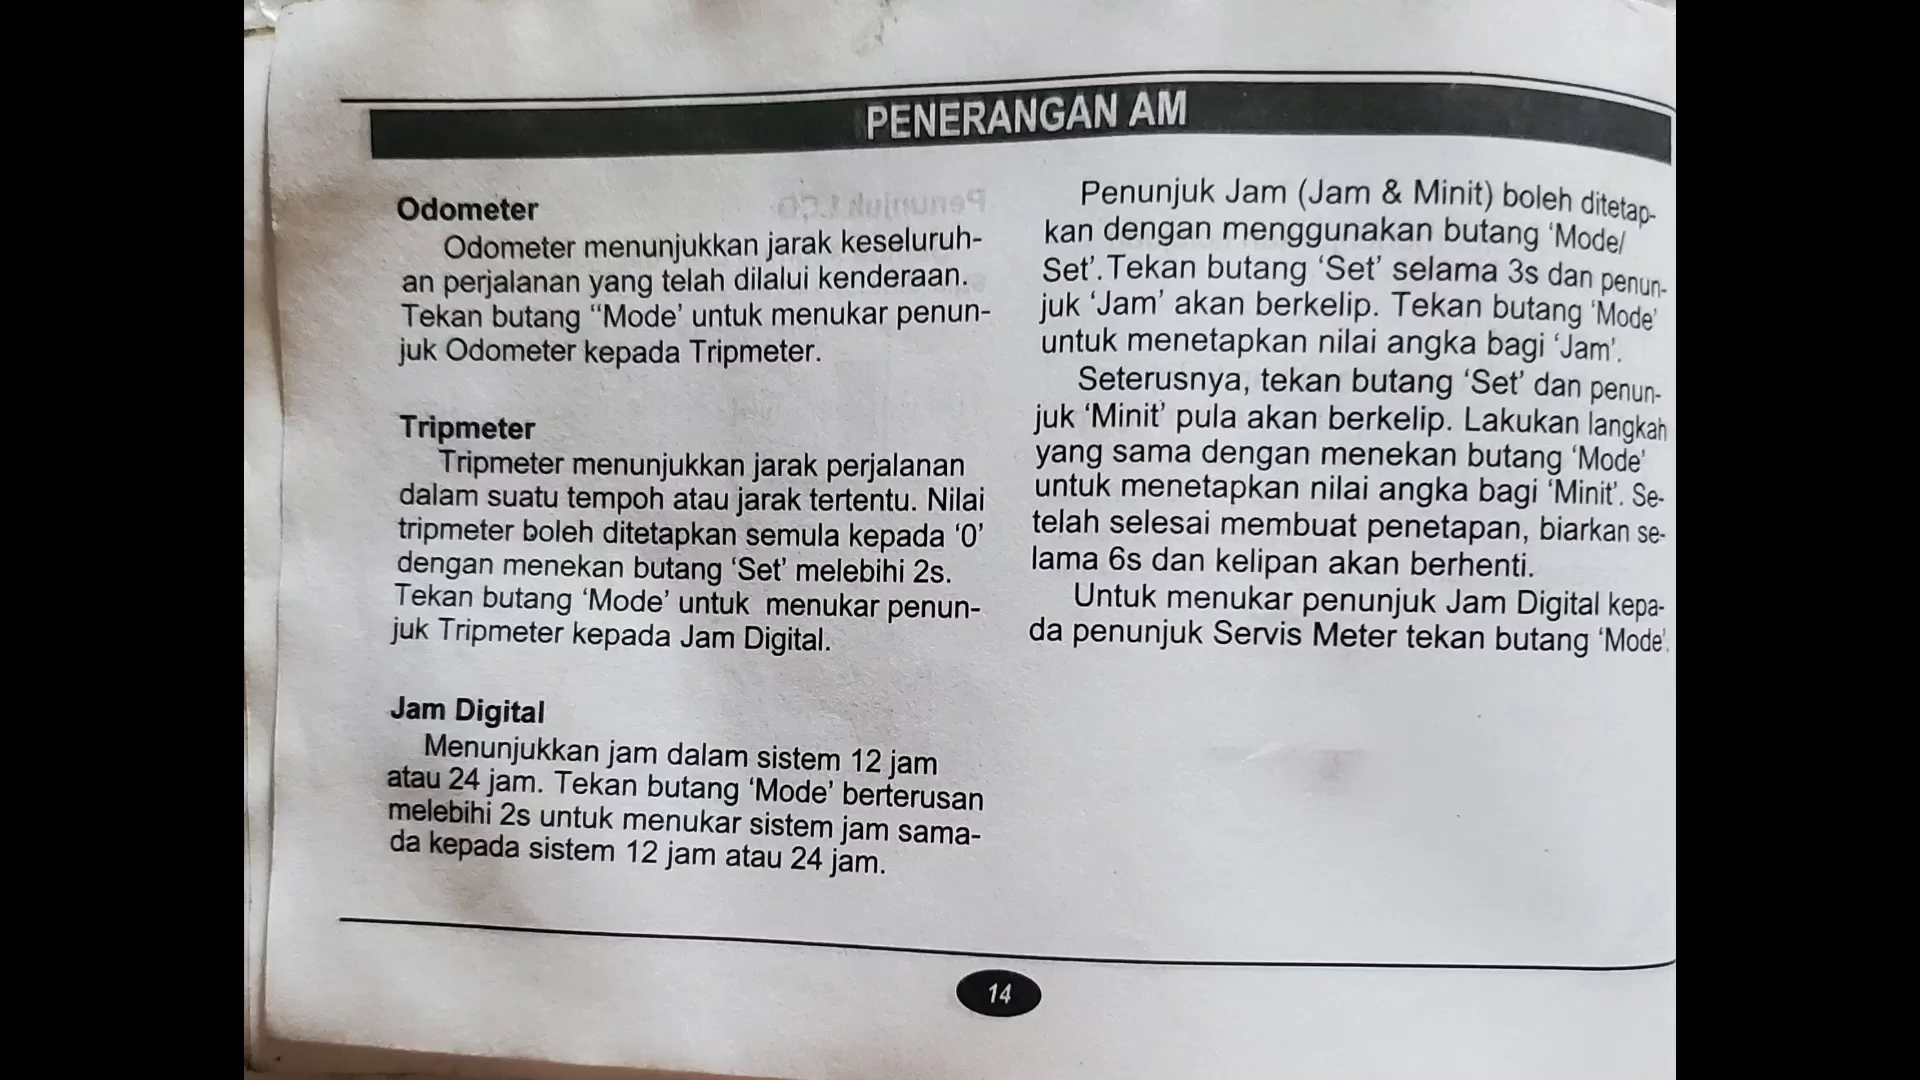 PENERANGAN AM
Odometer
Odometer menunjukkan jarak keseluruh-
an perjalanan yang telah dilalui kenderaan.
Tekan butang “Mode’ untuk menukar penun-
juk Odometer kepada Tripmeter.
Tripmeter
Tripmeter menunjukkan jarak perjalanan
dalam suatu tempoh atau jarak tertentu. Nilai
tripmeter boleh ditetapkan semula kepada ‘0’
dengan menekan butang ‘Set’ melebihi 2s.
Tekan butang ‘Mode’ untuk menukar penun-
juk Tripmeter kepada Jam Digital.
Jam Digital
Menunjukkan jam dalam sistem 12 jam
atau 24 jam. Tekan butang ‘Mode’ berterusan
melebihi 2s untuk menukar sistem jam sama-
da kepada sistem 12 jam atau 24 jam.
Penunjuk Jam (Jam & Minit) boleh ditetap-
kan dengan menggunakan butang ‘Mode/
Set’. Tekan butang ‘Set’ selama 3s dan penun-
juk ‘Jam’ akan berkelip. Tekan butang ‘Mode’
untuk menetapkan nilai angka bagi ‘Jam’.
Seterusnya, tekan butang ‘Set’ dan penun-
juk ‘Minit’ pula akan berkelip. Lakukan langkah
yang sama dengan menekan butang ‘Mode’
untuk menetapkan nilai angka bagi ‘Minit’. Se-
telah selesai membuat penetapan, biarkan se-
lama 6s dan kelipan akan berhenti.
Untuk menukar penunjuk Jam Digital kepa-
da penunjuk Servis Meter tekan butang ‘Mode’.
14